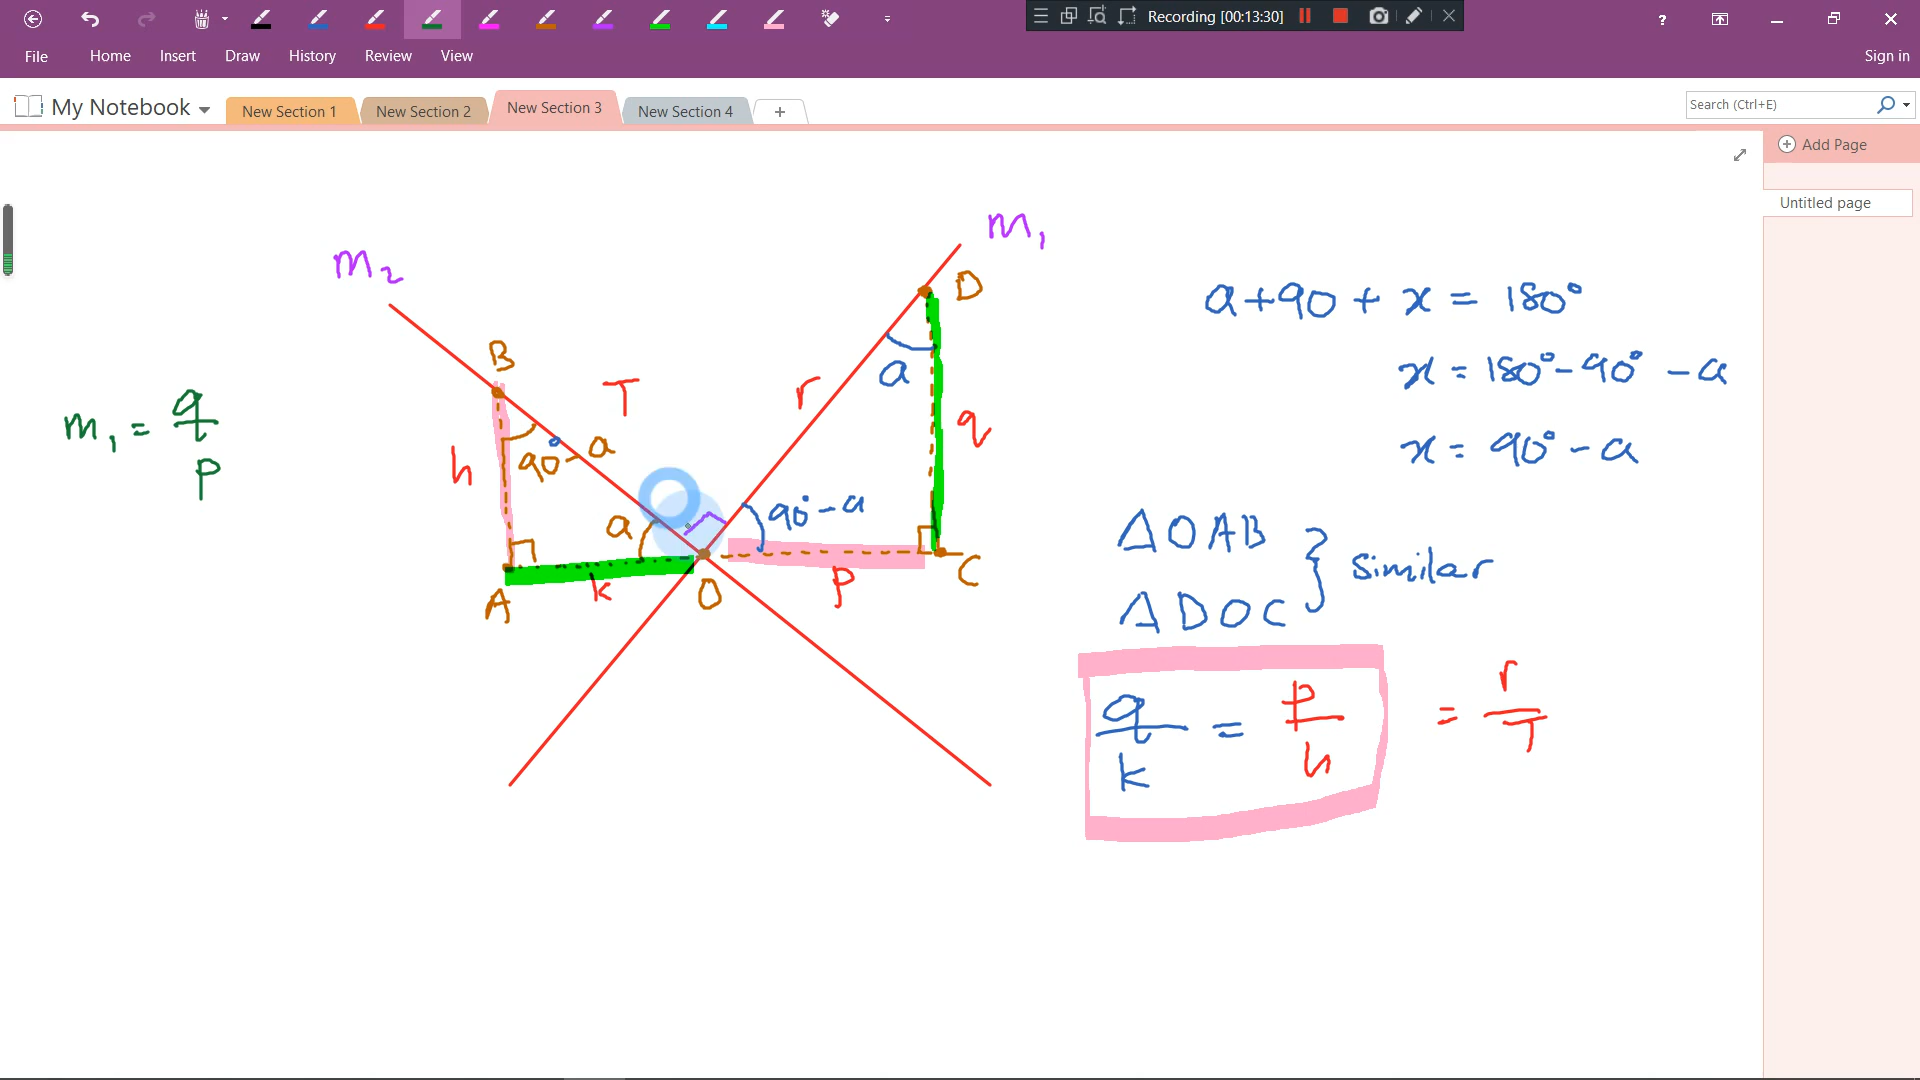 Recording [00:13:30]
?
File Home Insert Draw History Review View Sign in
My Notebook New Section 1 New Section 2 New Section 3 New Section 4 +
Search (Ctrl+E)
Add Page
Untitled page
m₁
m₂
D
B
T
r
a
q
h
90° - a
a
90° - a
k
p
A
O
C
m₁ = q/p
a + 90 + x = 180°
x = 180° - 90° - a
x = 90° - a
△OAB
△DOC
} Similar
q/k = p/h = r/T